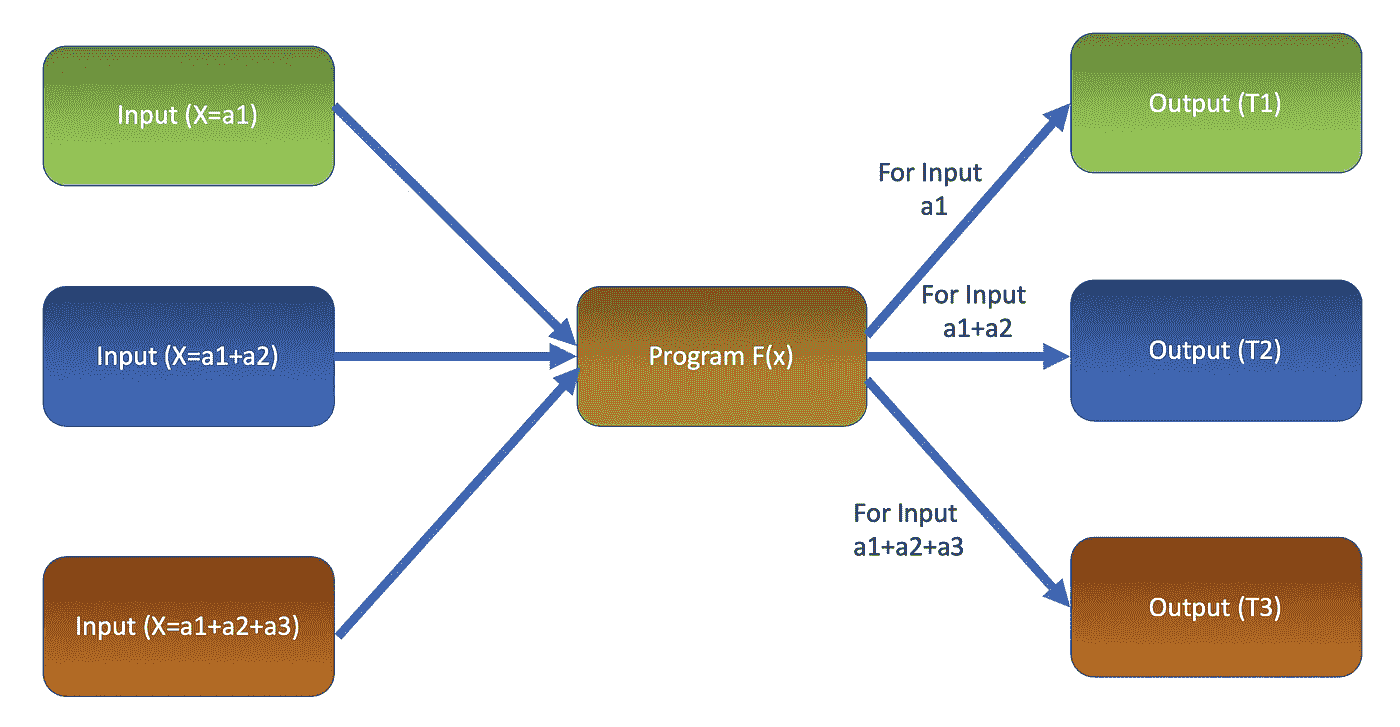 Input (X=a1)
Output (T1)
For Input
a1
Input (X=a1+a2)
Program F(x)
For Input
a1+a2
Output (T2)
For Input
a1+a2+a3
Input (X=a1+a2+a3)
Output (T3)